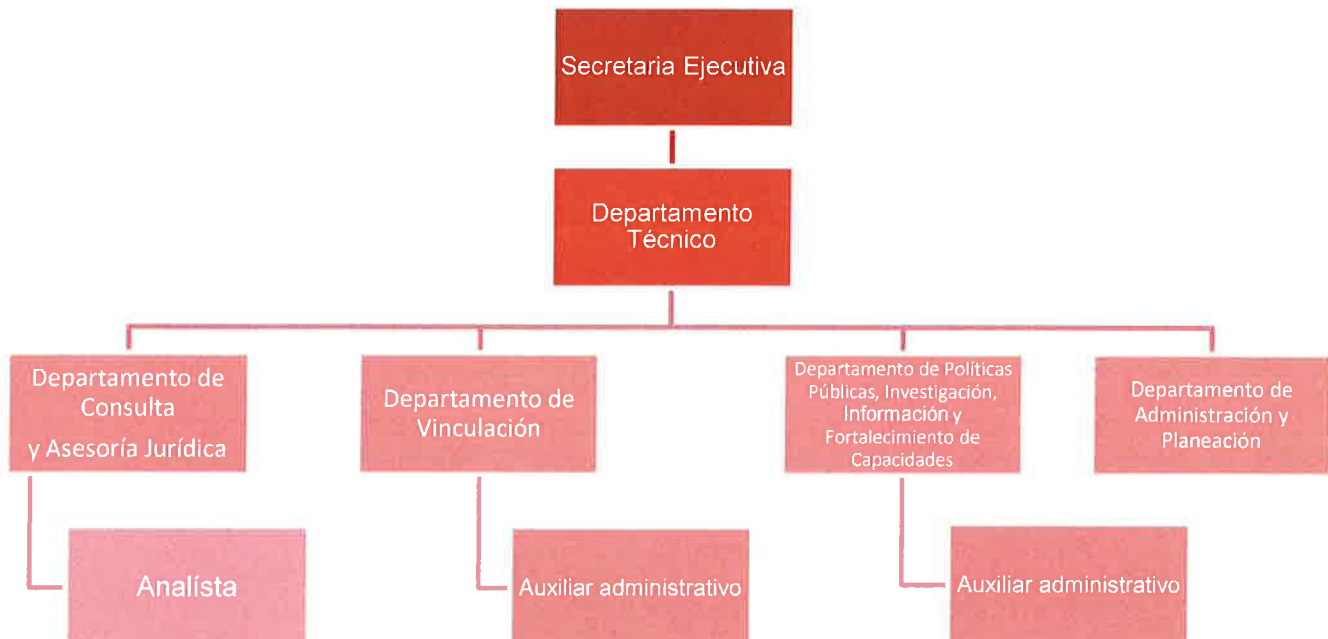 Secretaria Ejecutiva
Departamento
Técnico
Departamento de
Consulta
y Asesoría Jurídica
Departamento de
Vinculación
Departamento de Políticas
Públicas, Investigación,
Información y
Fortalecimiento de
Capacidades
Departamento de
Administración y
Planeación
Analísta
Auxiliar administrativo
Auxiliar administrativo